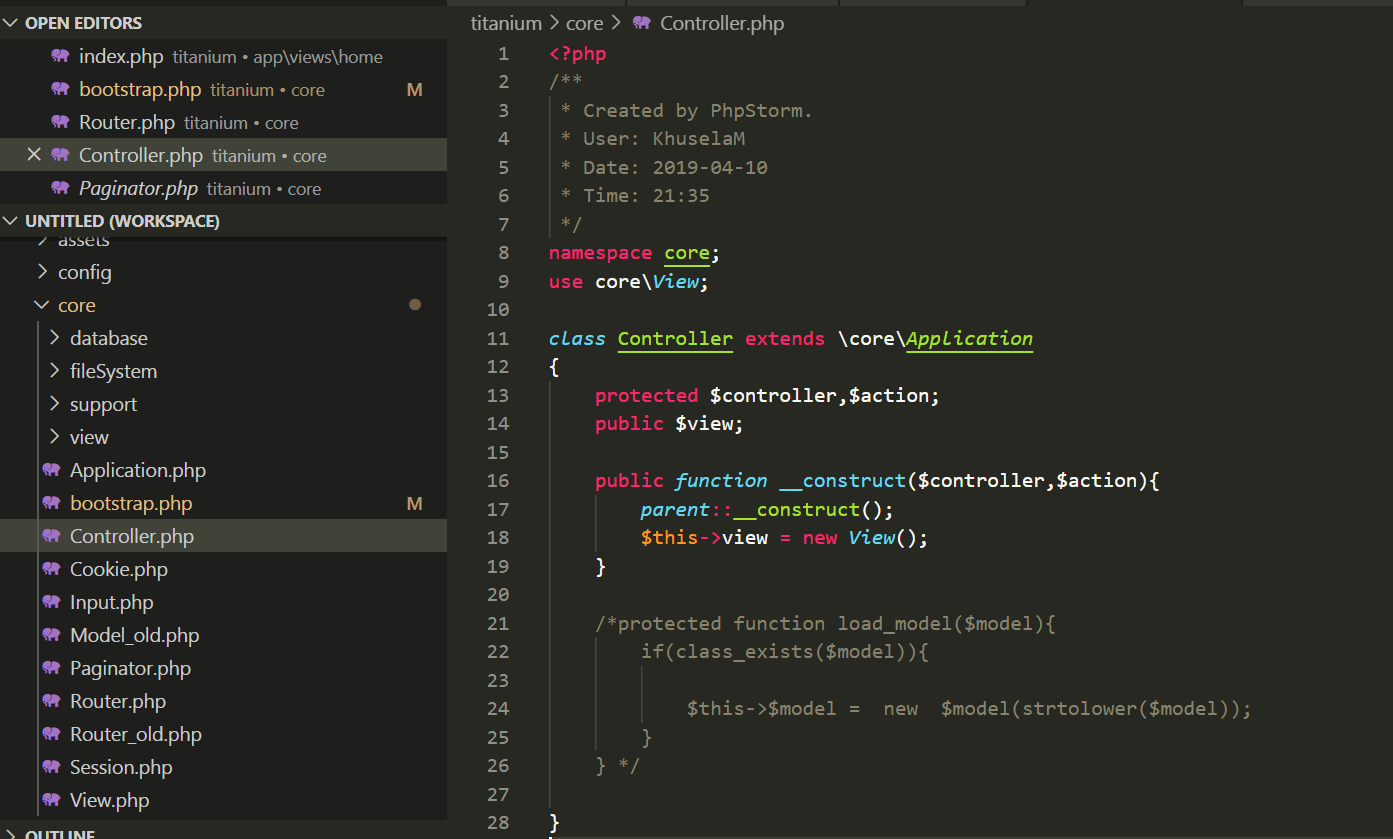 OPEN EDITORS
index.php titanium • app\views\home
bootstrap.php titanium • core M
Router.php titanium • core
Controller.php titanium • core
Paginator.php titanium • core
UNTITLED (WORKSPACE)
assets
config
core
database
fileSystem
support
view
Application.php
bootstrap.php M
Controller.php
Cookie.php
Input.php
Model_old.php
Paginator.php
Router.php
Router_old.php
Session.php
View.php
OUTLINE
titanium > core > Controller.php
1 <?php
2 /**
3 * Created by PhpStorm.
4 * User: KhuselaM
5 * Date: 2019-04-10
6 * Time: 21:35
7 */
8 namespace core;
9 use core\View;
10
11 class Controller extends \core\Application
12 {
13 protected $controller,$action;
14 public $view;
15
16 public function __construct($controller,$action){
17 parent::__construct();
18 $this->view = new View();
19 }
20
21 /*protected function load_model($model){
22 if(class_exists($model)){
23
24 $this->$model = new $model(strtolower($model));
25 }
26 } */
27
28 }